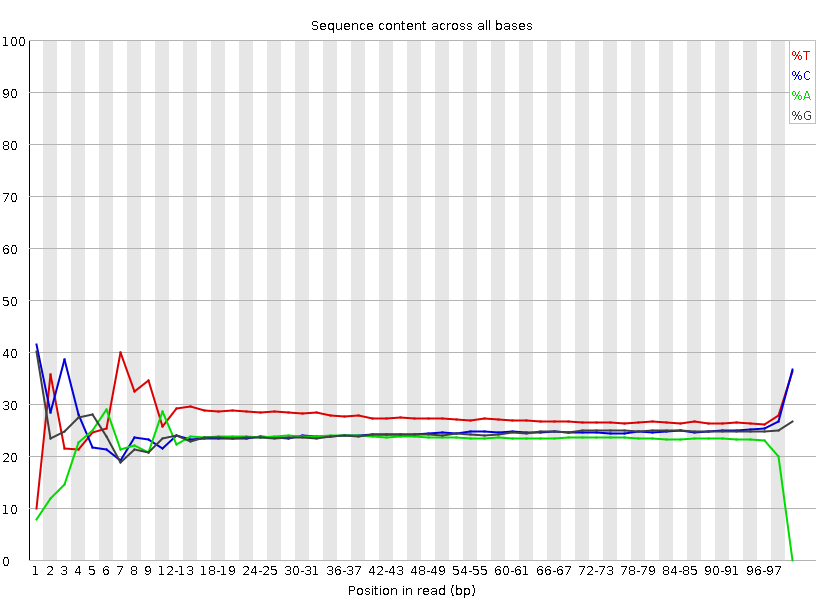 Sequence content across all bases
100
90
80
70
60
50
40
30
20
10
0
%T
%C
%A
%G
1 2 3 4 5 6 7 8 9 12-13 18-19 24-25 30-31 36-37 42-43 48-49 54-55 60-61 66-67 72-73 78-79 84-85 90-91 96-97
Position in read (bp)